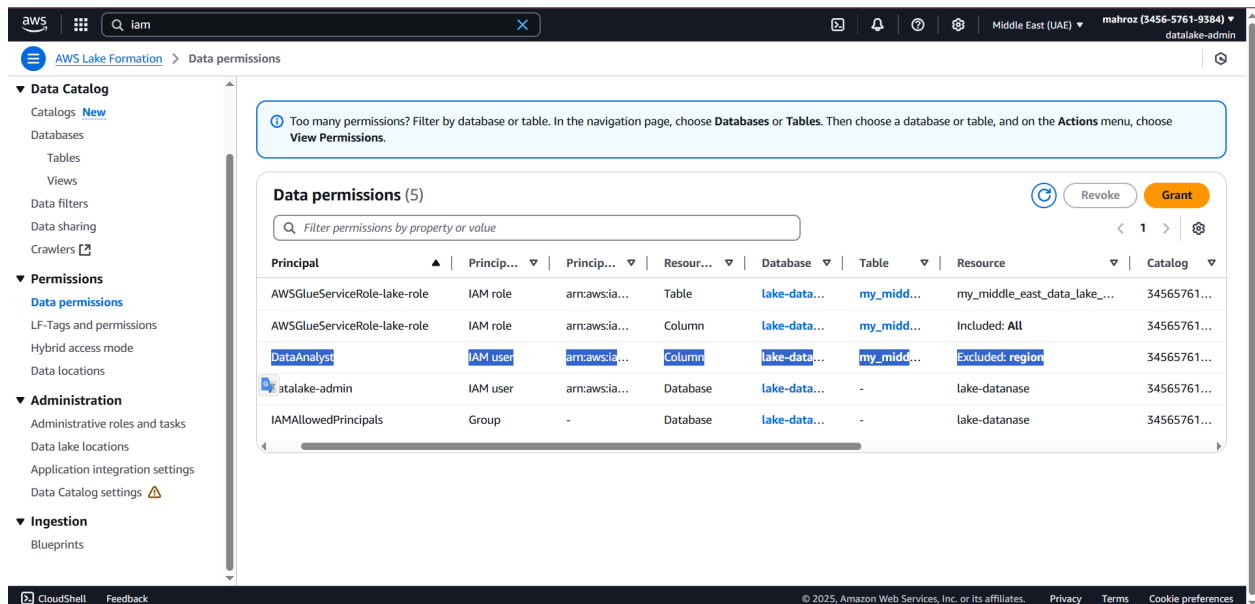 aws
iam
Middle East (UAE)
mahroz (3456-5761-9384)
datalake-admin
AWS Lake Formation > Data permissions
Data Catalog
Catalogs New
Databases
Tables
Views
Data filters
Data sharing
Crawlers
Permissions
Data permissions
LF-Tags and permissions
Hybrid access mode
Data locations
Administration
Administrative roles and tasks
Data lake locations
Application integration settings
Data Catalog settings
Ingestion
Blueprints
Too many permissions? Filter by database or table. In the navigation page, choose Databases or Tables. Then choose a database or table, and on the Actions menu, choose
View Permissions.
Data permissions (5)
Revoke
Grant
Filter permissions by property or value
1
Principal Princip... Princip... Resour... Database Table Resource Catalog
AWSGlueServiceRole-lake-role IAM role arn:aws:ia... Table lake-data... my_midd... my_middle_east_data_lake_... 34565761...
AWSGlueServiceRole-lake-role IAM role arn:aws:ia... Column lake-data... my_midd... Included: All 34565761...
DataAnalyst IAM user arn:aws:ia... Column lake-data... my_midd... Excluded: region 34565761...
atalake-admin IAM user arn:aws:ia... Database lake-data... - lake-datanase 34565761...
IAMAllowedPrincipals Group - Database lake-data... - lake-datanase 34565761...
CloudShell Feedback
© 2025, Amazon Web Services, Inc. or its affiliates. Privacy Terms Cookie preferences